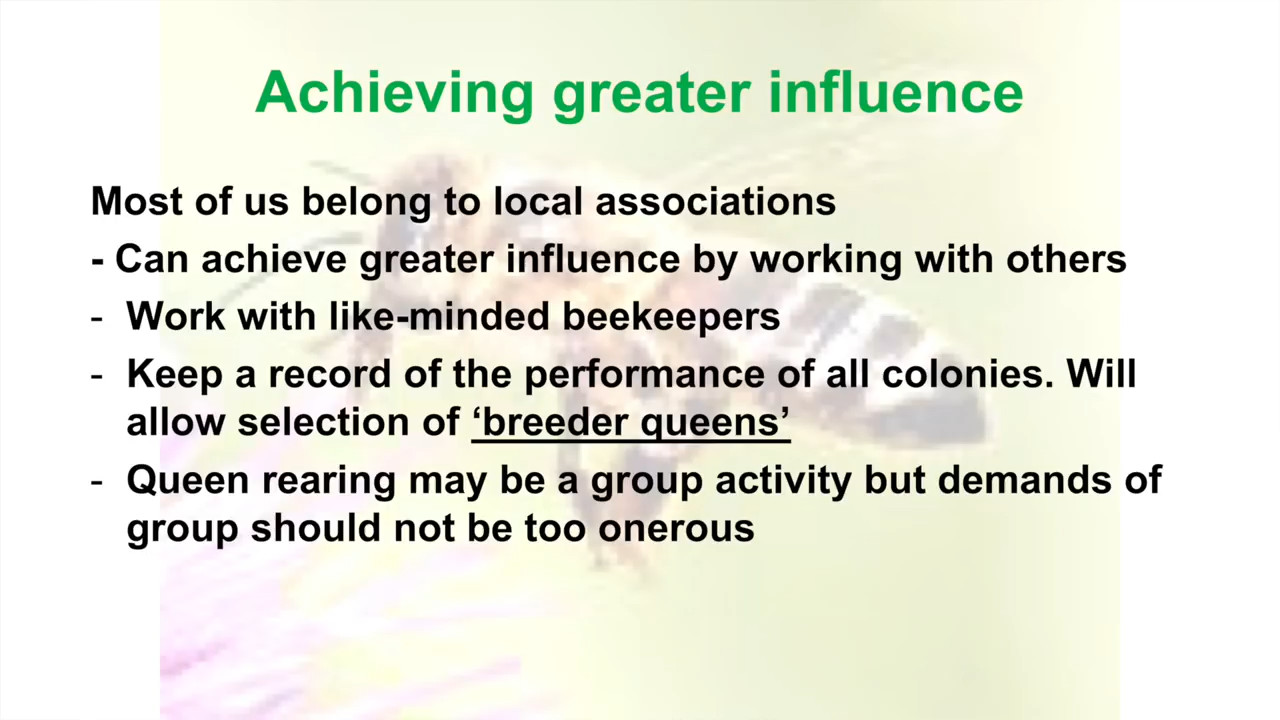 Achieving greater influence
Most of us belong to local associations
- Can achieve greater influence by working with others
- Work with like-minded beekeepers
- Keep a record of the performance of all colonies. Will
allow selection of ‘breeder queens’
- Queen rearing may be a group activity but demands of
group should not be too onerous